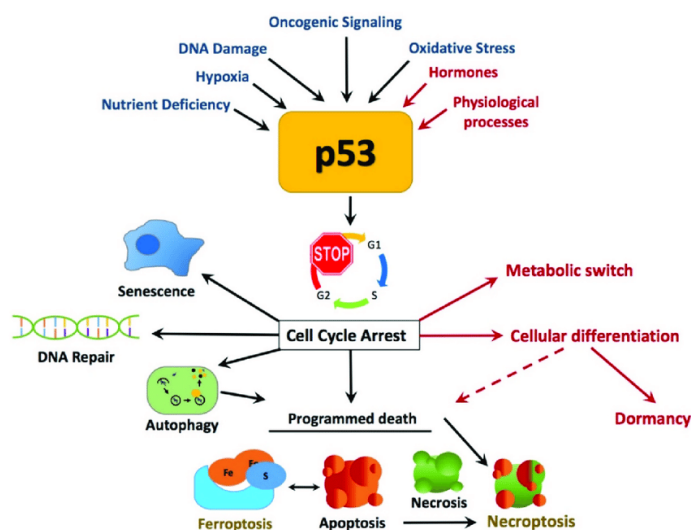 Oncogenic Signaling
DNA Damage
Oxidative Stress
Hypoxia
Hormones
Nutrient Deficiency
Physiological
processes
p53
STOP
G1
G2
S
Senescence
Metabolic switch
Cell Cycle Arrest
Cellular differentiation
DNA Repair
Autophagy
Programmed death
Dormancy
Fe
S
Necrosis
Ferroptosis
Apoptosis
Necroptosis